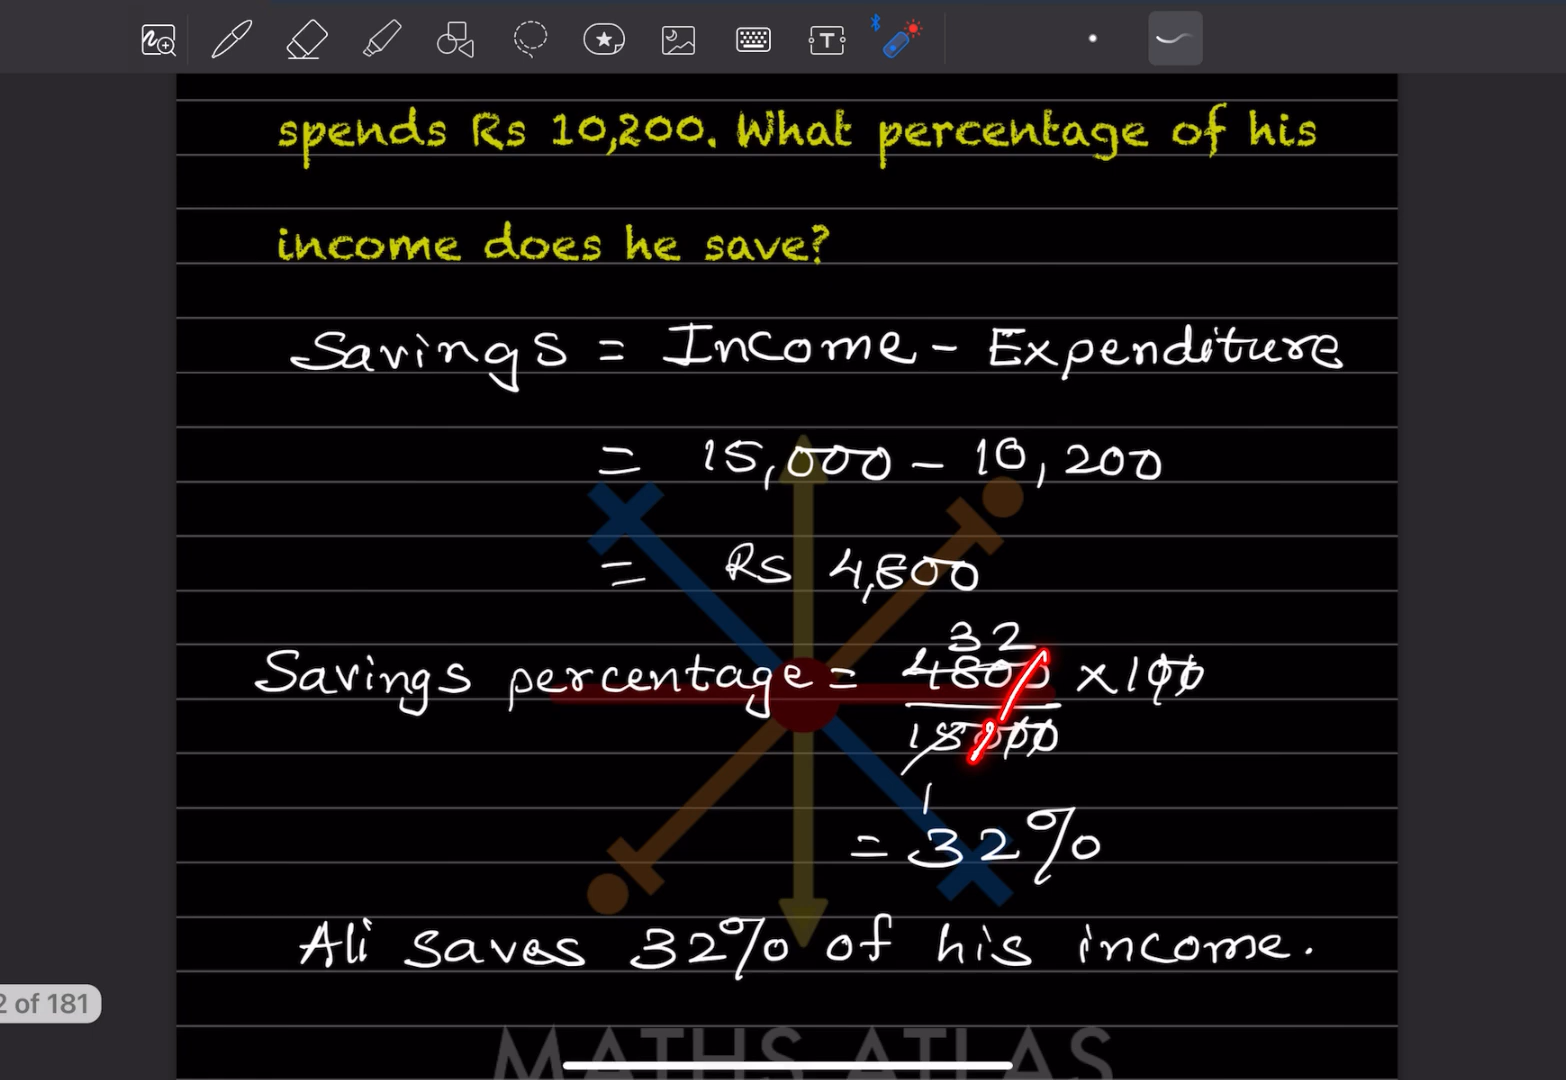 spends Rs 10,200. What percentage of his
income does he save?
Savings = Income - Expenditure
= 15,000 - 10,200
= Rs 4,800
32
Savings percentage = 4800 × 100
15000
1
= 32%
Ali saves 32% of his income.
2 of 181
MATHS ATLAS